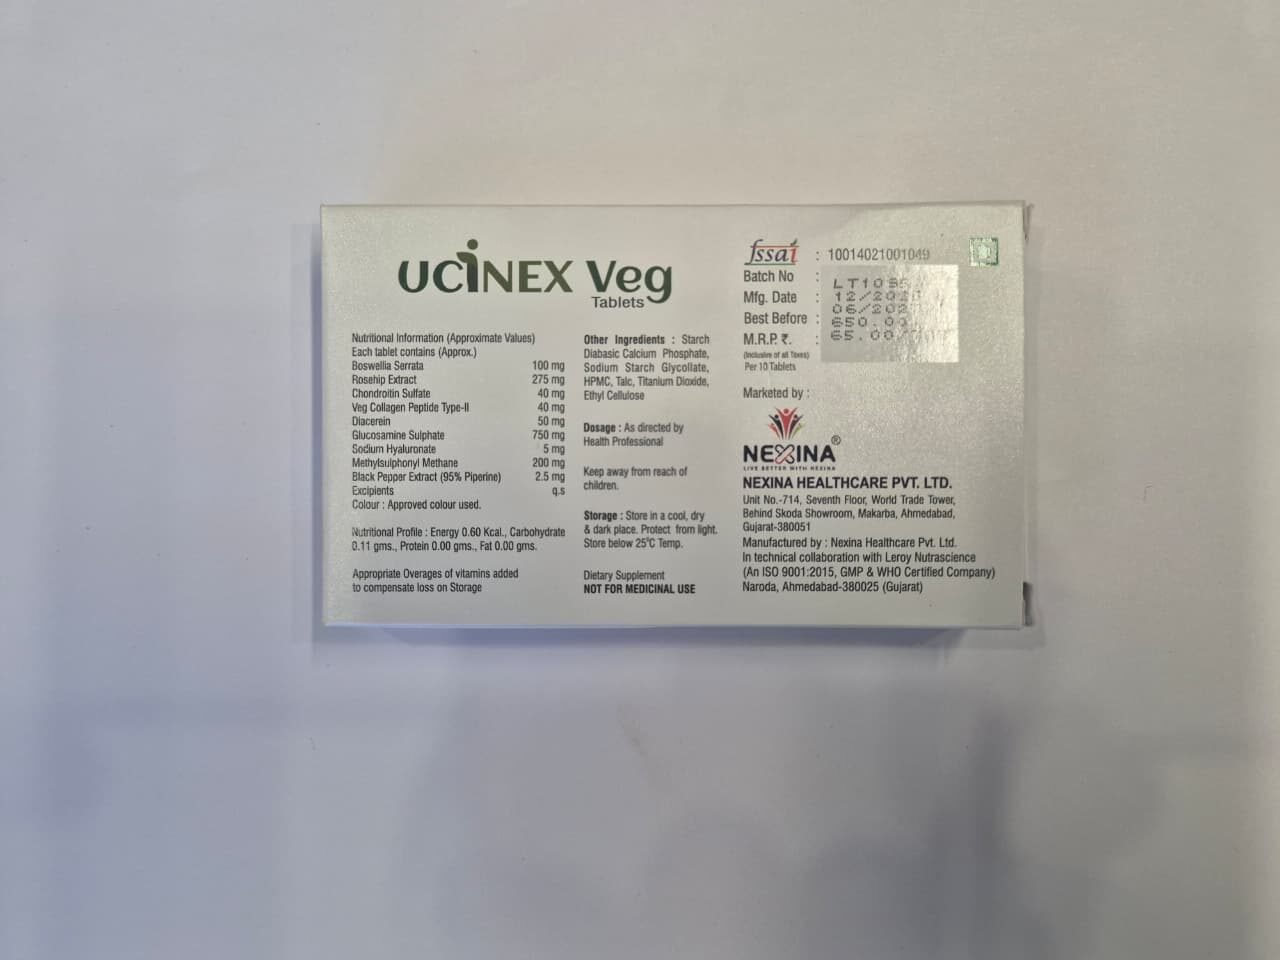 UCiNEX Veg
Tablets
Nutritional Information (Approximate Values)
Each tablet contains (Approx.)
Boswellia Serrata 100 mg
Rosehip Extract 275 mg
Chondroitin Sulfate 40 mg
Veg Collagen Peptide Type-II 40 mg
Diacerein 50 mg
Glucosamine Sulphate 750 mg
Sodium Hyaluronate 5 mg
Methylsulphonyl Methane 200 mg
Black Pepper Extract (95% Piperine) 2.5 mg
Excipients q.s
Colour : Approved colour used.
Nutritional Profile : Energy 0.60 Kcal., Carbohydrate
0.11 gms., Protein 0.00 gms., Fat 0.00 gms.
Appropriate Overages of vitamins added
to compensate loss on Storage
Other Ingredients : Starch
Diabasic Calcium Phosphate,
Sodium Starch Glycollate,
HPMC, Talc, Titanium Dioxide,
Ethyl Cellulose
Dosage : As directed by
Health Professional
Keep away from reach of
children.
Storage : Store in a cool, dry
& dark place. Protect from light.
Store below 25°C Temp.
Dietary Supplement
NOT FOR MEDICINAL USE
fssai : 10014021001049
Batch No :
Mfg. Date :
Best Before :
M.R.P. ₹. :
(Inclusive of all Taxes)
Per 10 Tablets
Marketed by :
NEXINA®
LIVE BETTER WITH NEXINA
NEXINA HEALTHCARE PVT. LTD.
Unit No.-714, Seventh Floor, World Trade Tower,
Behind Skoda Showroom, Makarba, Ahmedabad,
Gujarat-380051
Manufactured by : Nexina Healthcare Pvt. Ltd.
In technical collaboration with Leroy Nutrascience
(An ISO 9001:2015, GMP & WHO Certified Company)
Naroda, Ahmedabad-380025 (Gujarat)